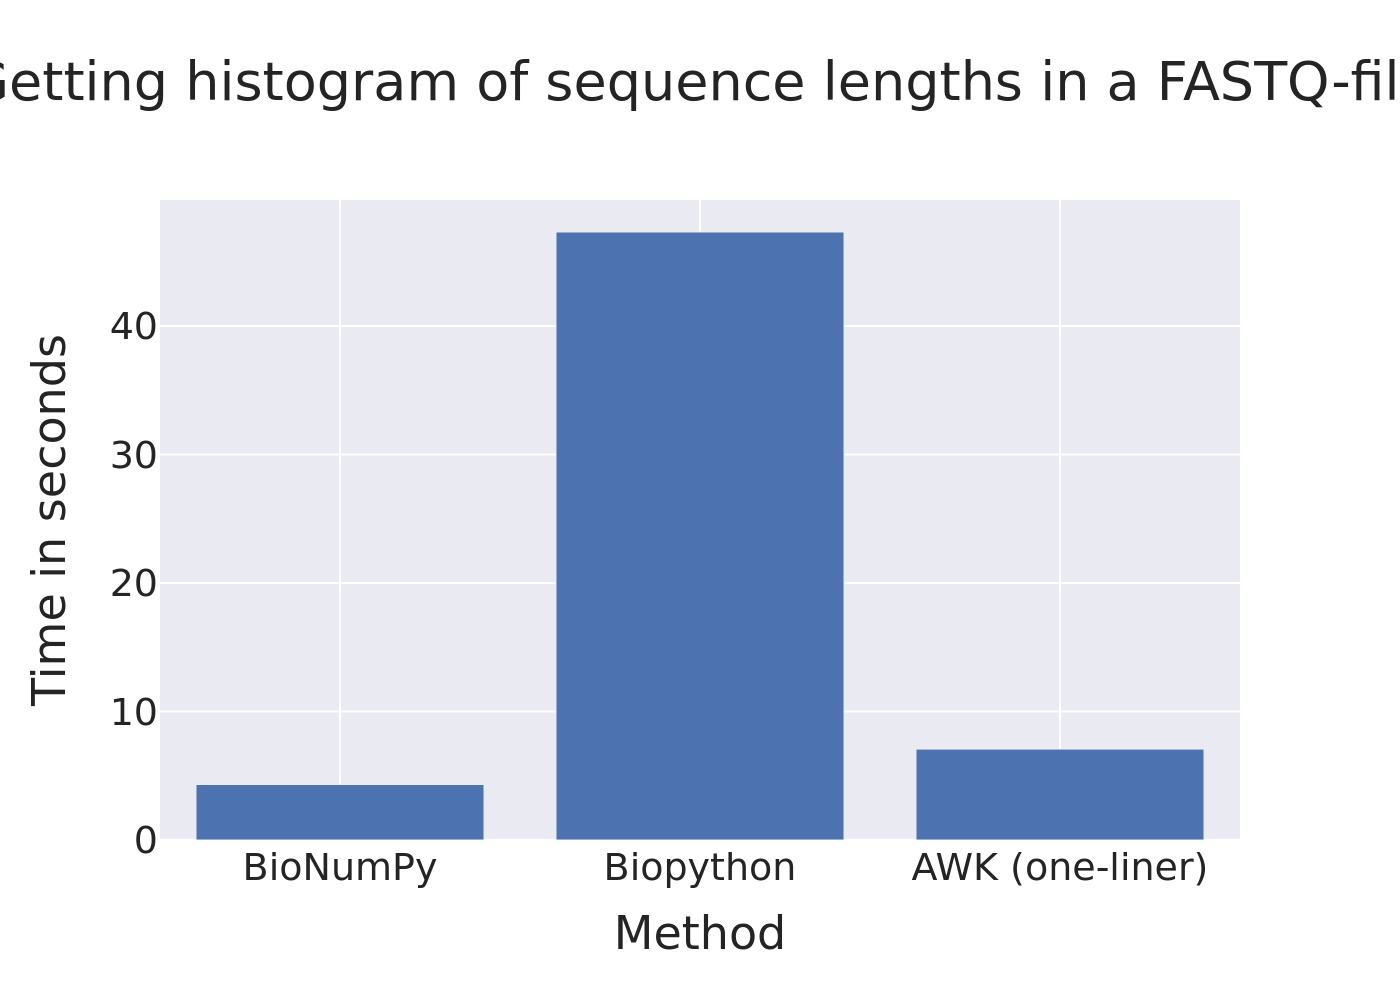 Getting histogram of sequence lengths in a FASTQ-fil
40
30
20
10
0
Time in seconds
BioNumPy Biopython AWK (one-liner)
Method